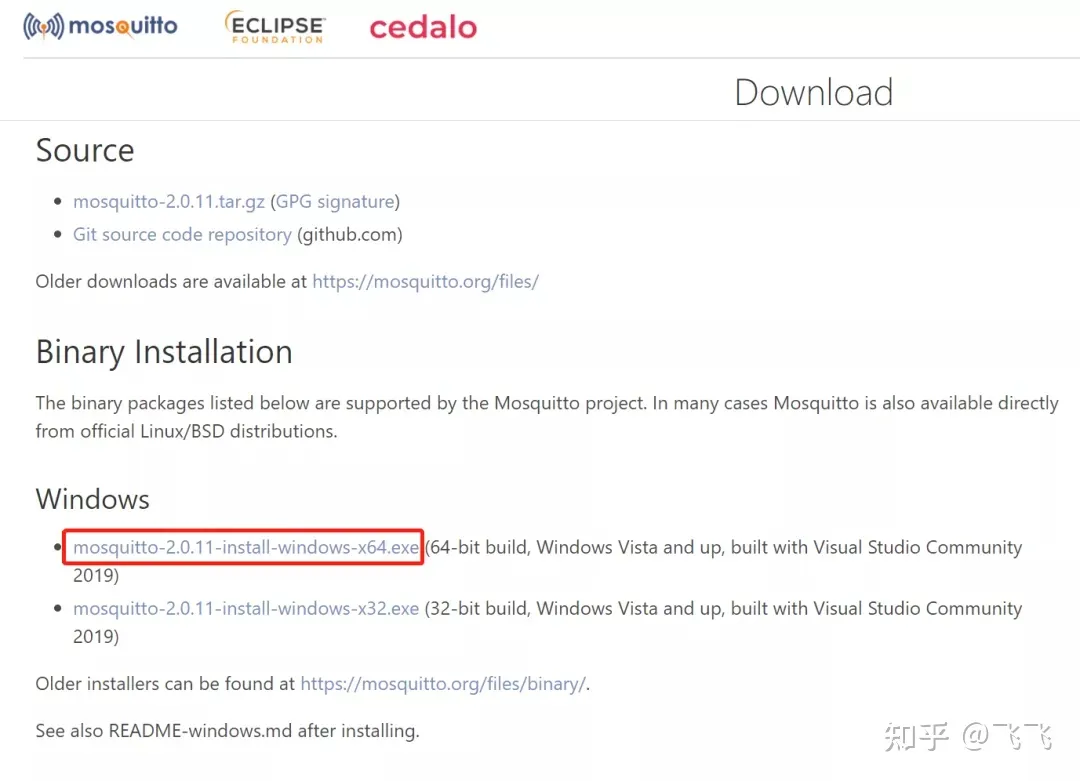 mosquitto ECLIPSE FOUNDATION cedalo
Download
Source
• mosquitto-2.0.11.tar.gz (GPG signature)
• Git source code repository (github.com)
Older downloads are available at https://mosquitto.org/files/
Binary Installation
The binary packages listed below are supported by the Mosquitto project. In many cases Mosquitto is also available directly
from official Linux/BSD distributions.
Windows
• mosquitto-2.0.11-install-windows-x64.exe (64-bit build, Windows Vista and up, built with Visual Studio Community
2019)
• mosquitto-2.0.11-install-windows-x32.exe (32-bit build, Windows Vista and up, built with Visual Studio Community
2019)
Older installers can be found at https://mosquitto.org/files/binary/.
See also README-windows.md after installing.
知乎 @飞飞